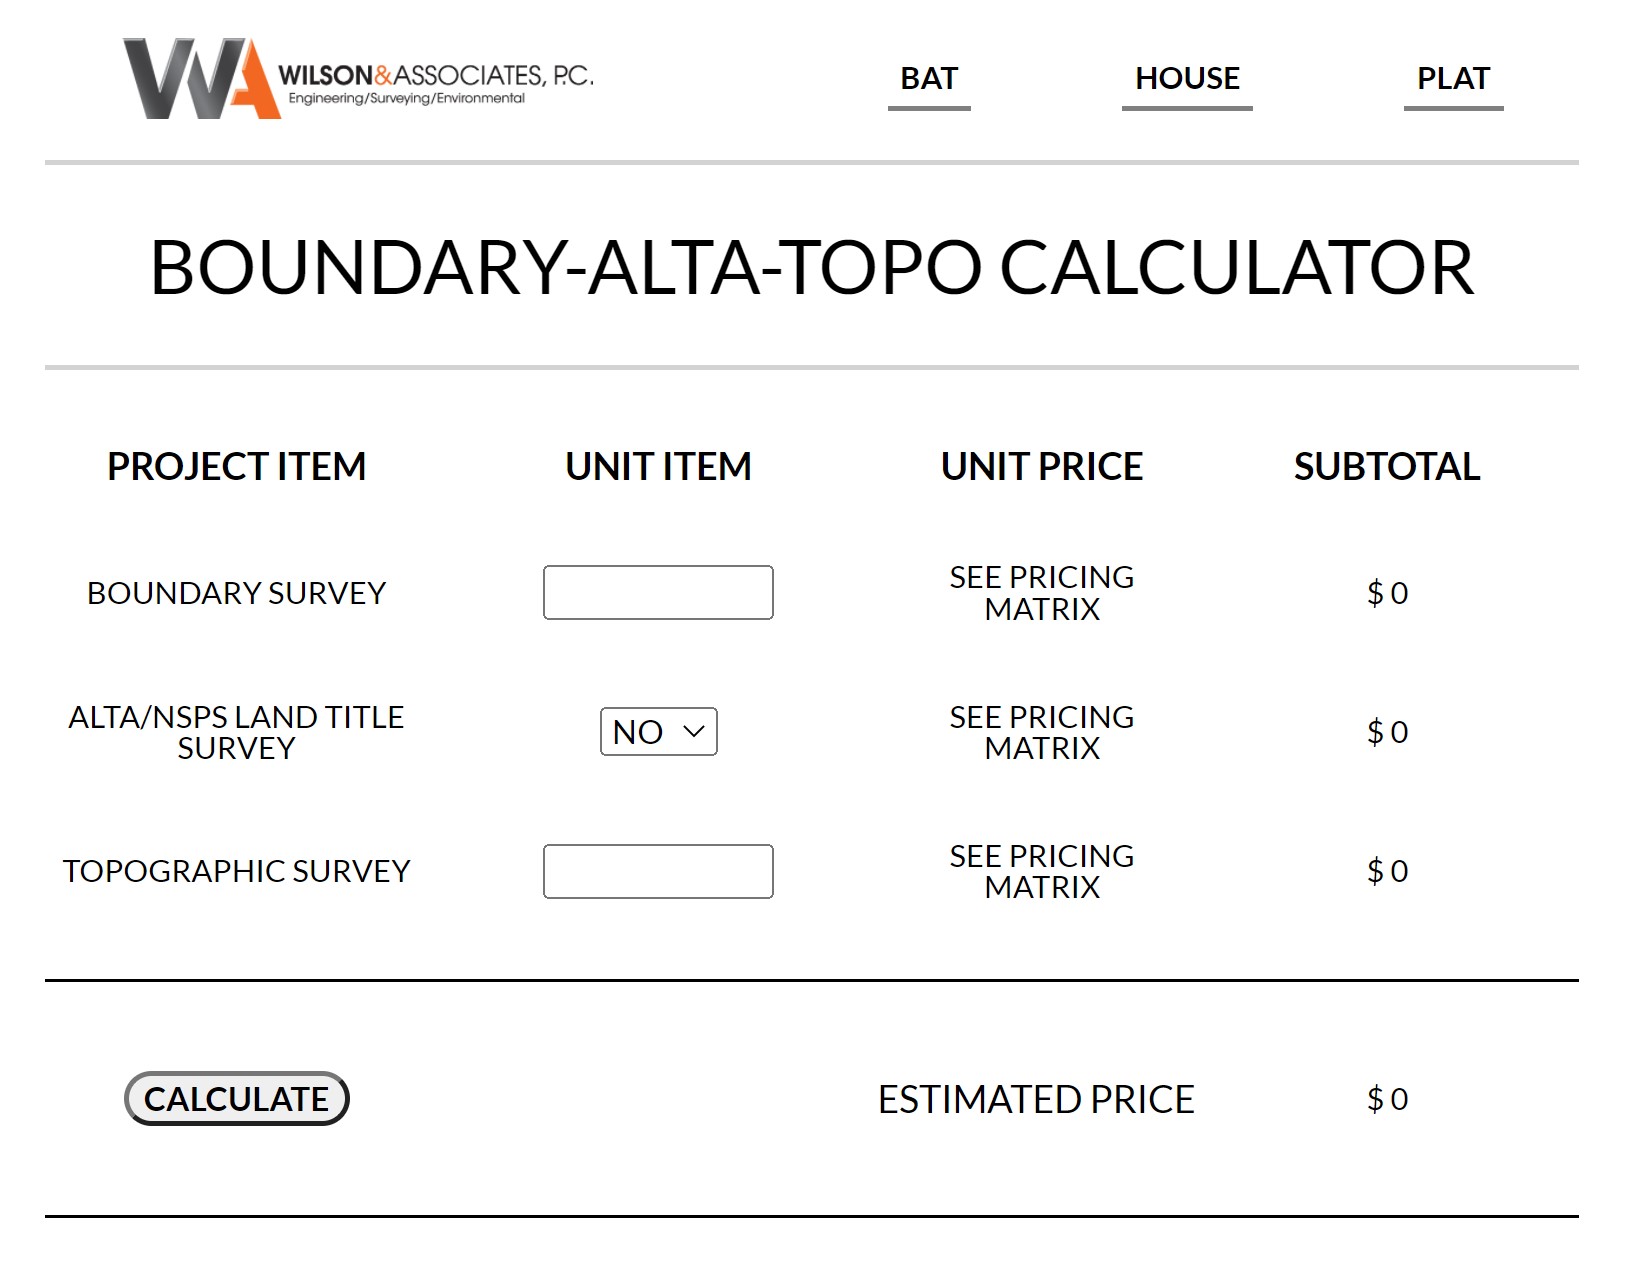 WA WILSON&ASSOCIATES, P.C.
Engineering/Surveying/Environmental
BAT HOUSE PLAT
BOUNDARY-ALTA-TOPO CALCULATOR
PROJECT ITEM UNIT ITEM UNIT PRICE SUBTOTAL
BOUNDARY SURVEY SEE PRICING MATRIX $ 0
ALTA/NSPS LAND TITLE SURVEY NO SEE PRICING MATRIX $ 0
TOPOGRAPHIC SURVEY SEE PRICING MATRIX $ 0
CALCULATE ESTIMATED PRICE $ 0